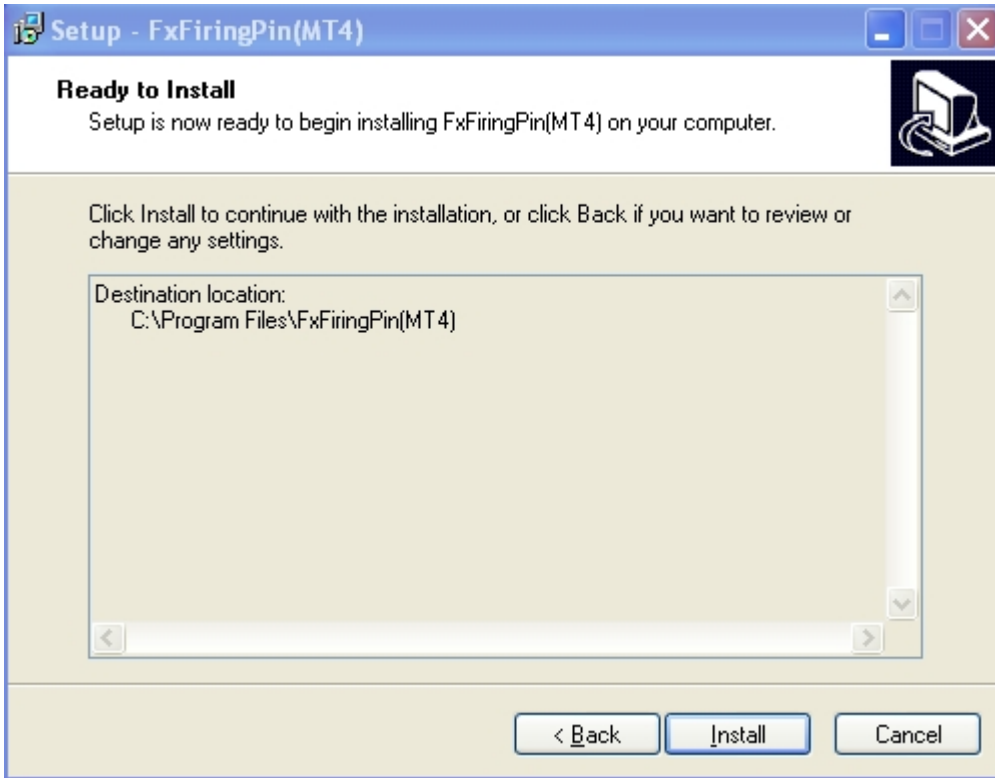 Setup - FxFiringPin(MT4)
Ready to Install
Setup is now ready to begin installing FxFiringPin(MT4) on your computer.
Click Install to continue with the installation, or click Back if you want to review or
change any settings.
Destination location:
C:\Program Files\FxFiringPin(MT4)
< Back
Install
Cancel